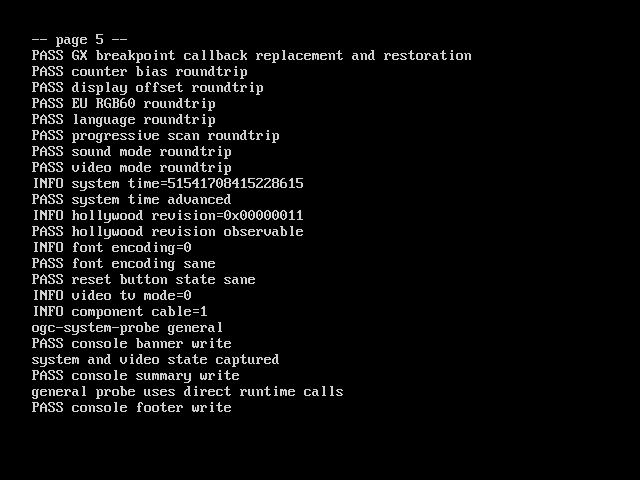 -- page 5 --
PASS GX breakpoint callback replacement and restoration
PASS counter bias roundtrip
PASS display offset roundtrip
PASS EU RGB60 roundtrip
PASS language roundtrip
PASS progressive scan roundtrip
PASS sound mode roundtrip
PASS video mode roundtrip
INFO system time=51541708415228615
PASS system time advanced
INFO hollywood revision=0x00000011
PASS hollywood revision observable
INFO font encoding=0
PASS font encoding sane
PASS reset button state sane
INFO video tv mode=0
INFO component cable=1
ogc-system-probe general
PASS console banner write
system and video state captured
PASS console summary write
general probe uses direct runtime calls
PASS console footer write